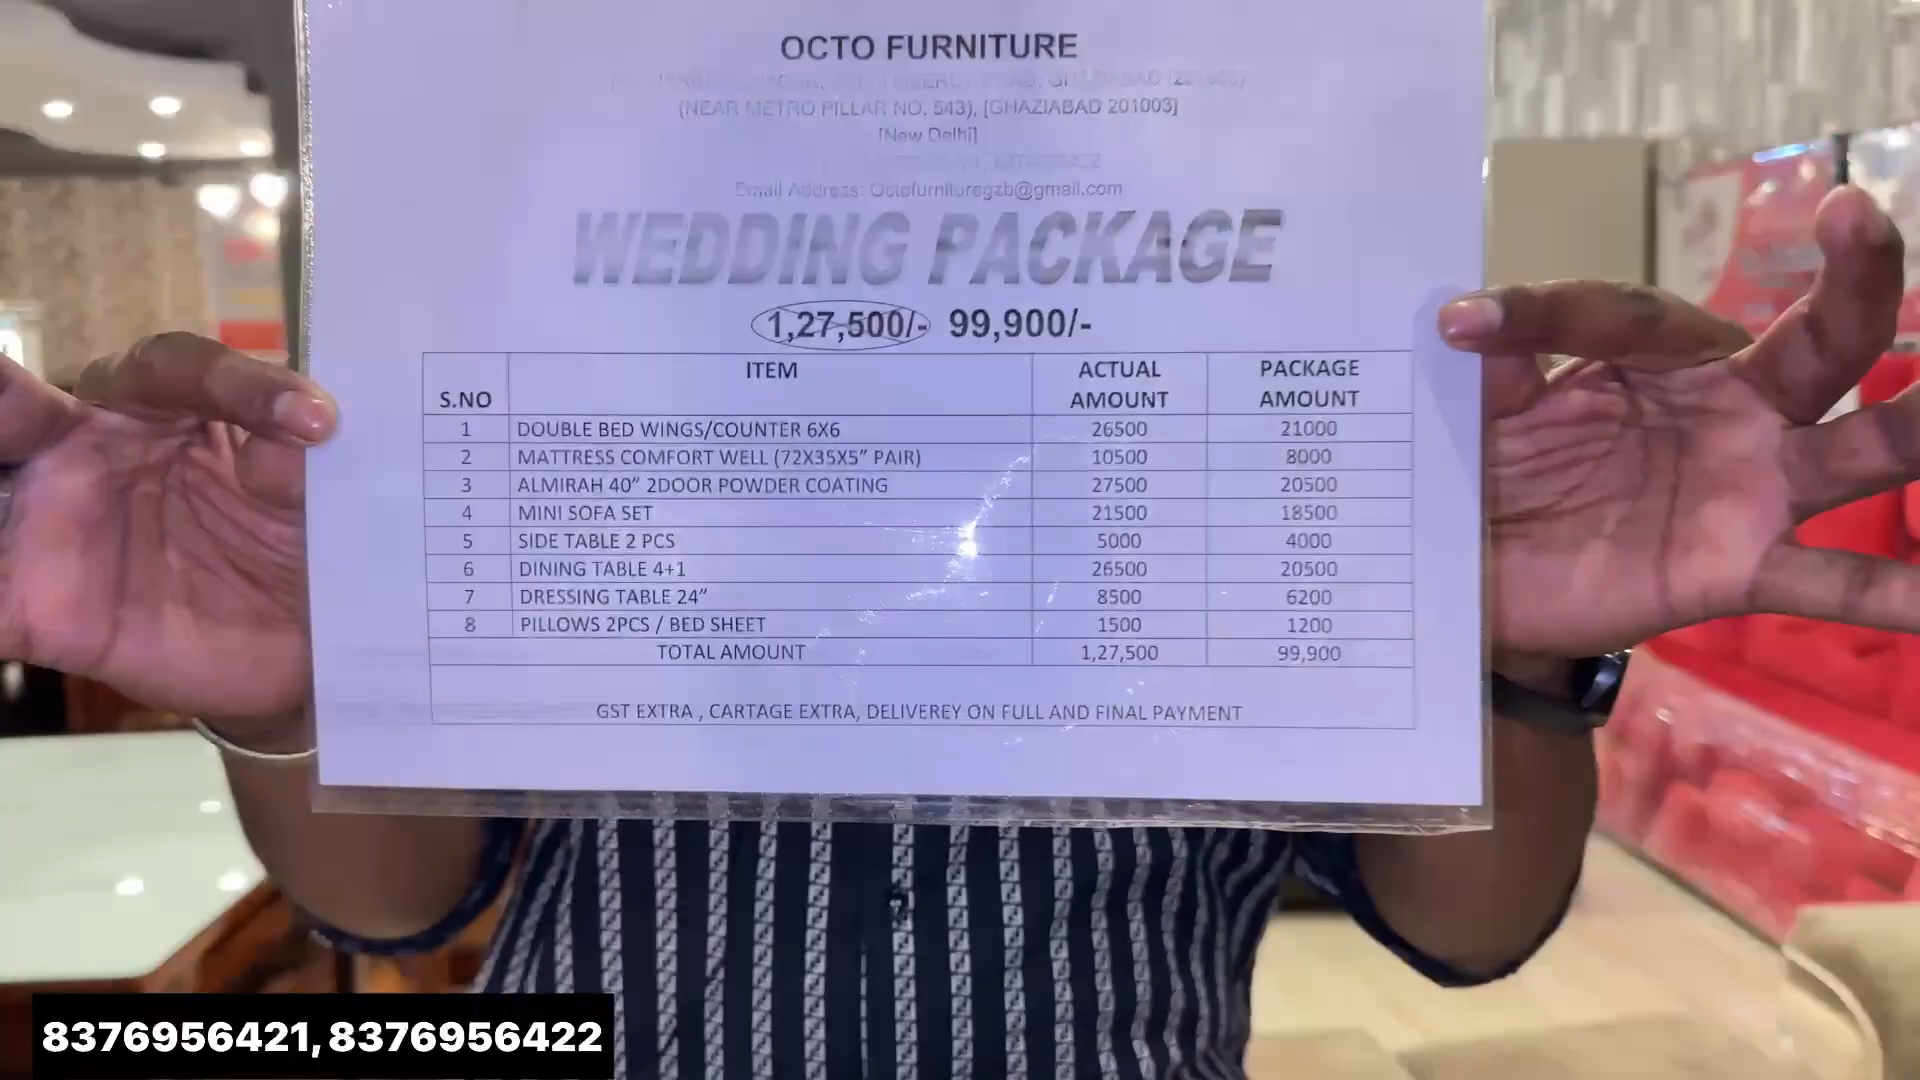 OCTO FURNITURE
ROAD, GHAZIABAD
(NEAR METRO PILLAR NO. 543), [GHAZIABAD 201003]
[New Delhi]
Email Address: Octofurnituregzb@gmail.com
WEDDING PACKAGE
1,27,500/- 99,900/-
S.NO ITEM ACTUAL AMOUNT PACKAGE AMOUNT
1 DOUBLE BED WINGS/COUNTER 6X6 26500 21000
2 MATTRESS COMFORT WELL (72X35X5” PAIR) 10500 8000
3 ALMIRAH 40” 2DOOR POWDER COATING 27500 20500
4 MINI SOFA SET 21500 18500
5 SIDE TABLE 2 PCS 5000 4000
6 DINING TABLE 4+1 26500 20500
7 DRESSING TABLE 24” 8500 6200
8 PILLOWS 2PCS / BED SHEET 1500 1200
TOTAL AMOUNT 1,27,500 99,900
GST EXTRA , CARTAGE EXTRA, DELIVEREY ON FULL AND FINAL PAYMENT
8376956421, 8376956422